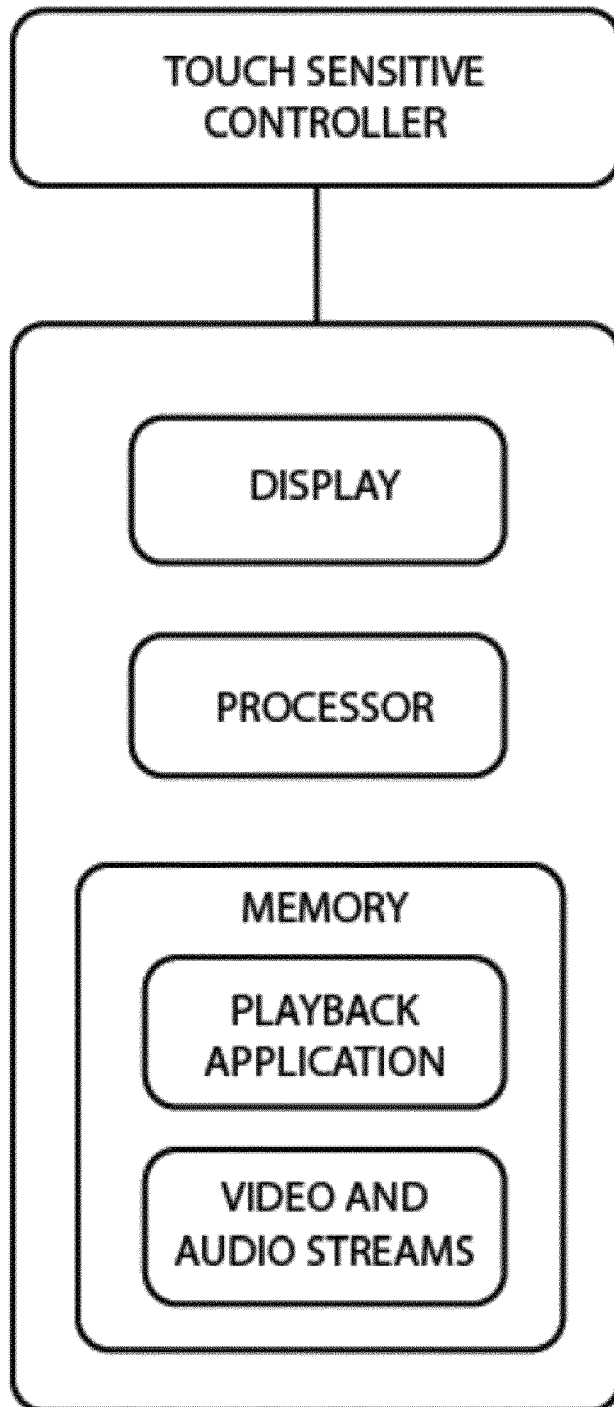 TOUCH SENSITIVE
CONTROLLER
DISPLAY
PROCESSOR
MEMORY
PLAYBACK
APPLICATION
VIDEO AND
AUDIO STREAMS